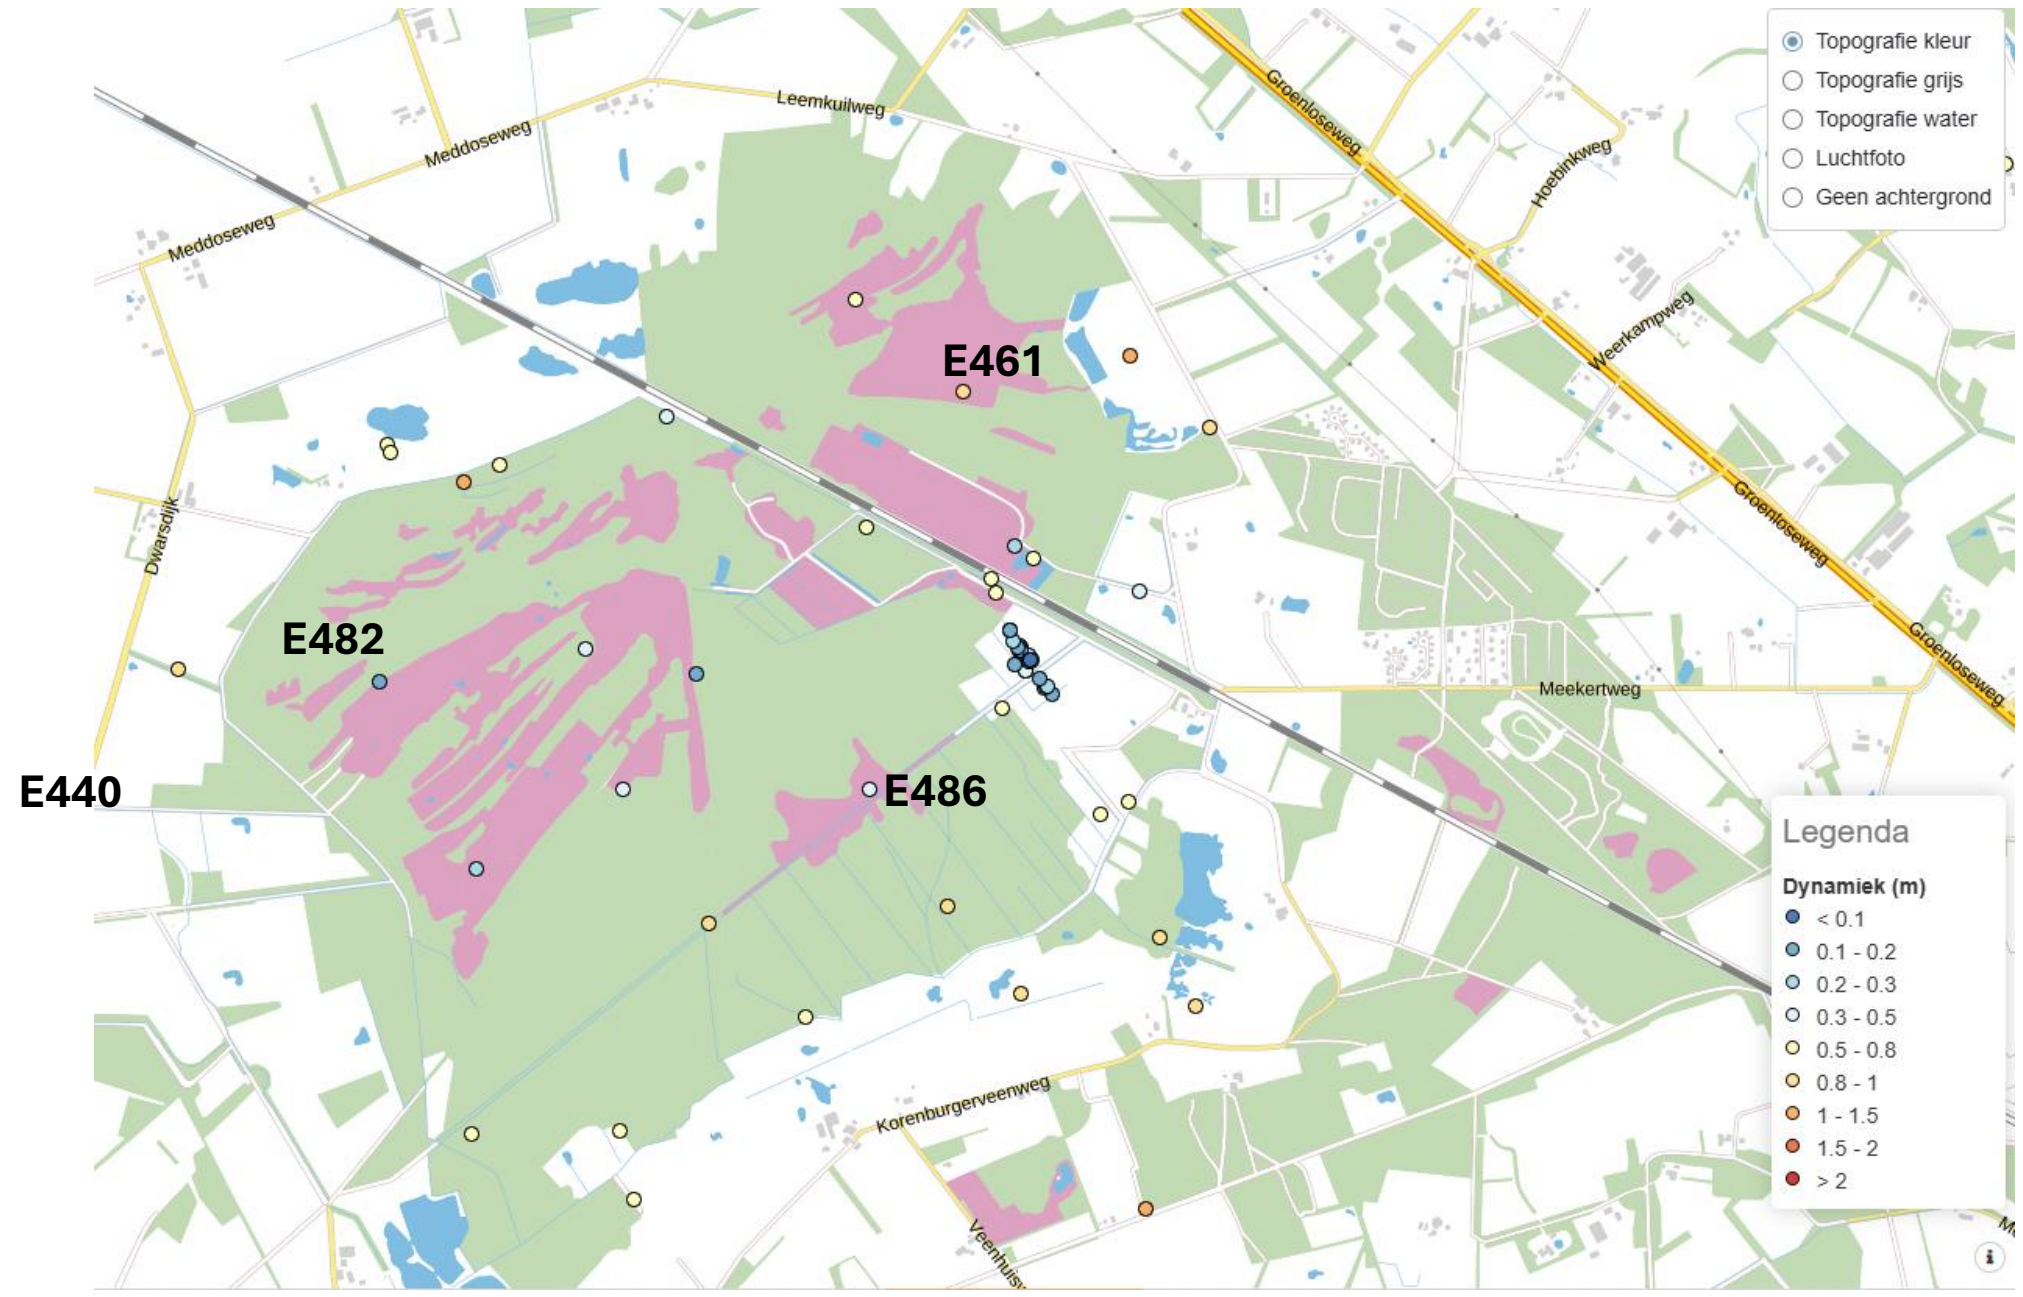 Topografie kleur
Topografie grijs
Topografie water
Luchtfoto
Geen achtergrond
Leemkuilweg
Groenloseweg
Meddoseweg
Hoebinkweg
Meddoseweg
Weerkampweg
E461
Dwarsdijk
Groenloseweg
E482
Groenloseweg
Meekertweg
E440
E486
Legenda
Dynamiek (m)
< 0.1
0.1 - 0.2
0.2 - 0.3
0.3 - 0.5
0.5 - 0.8
0.8 - 1
1 - 1.5
1.5 - 2
> 2
Korenburgerveenweg
i